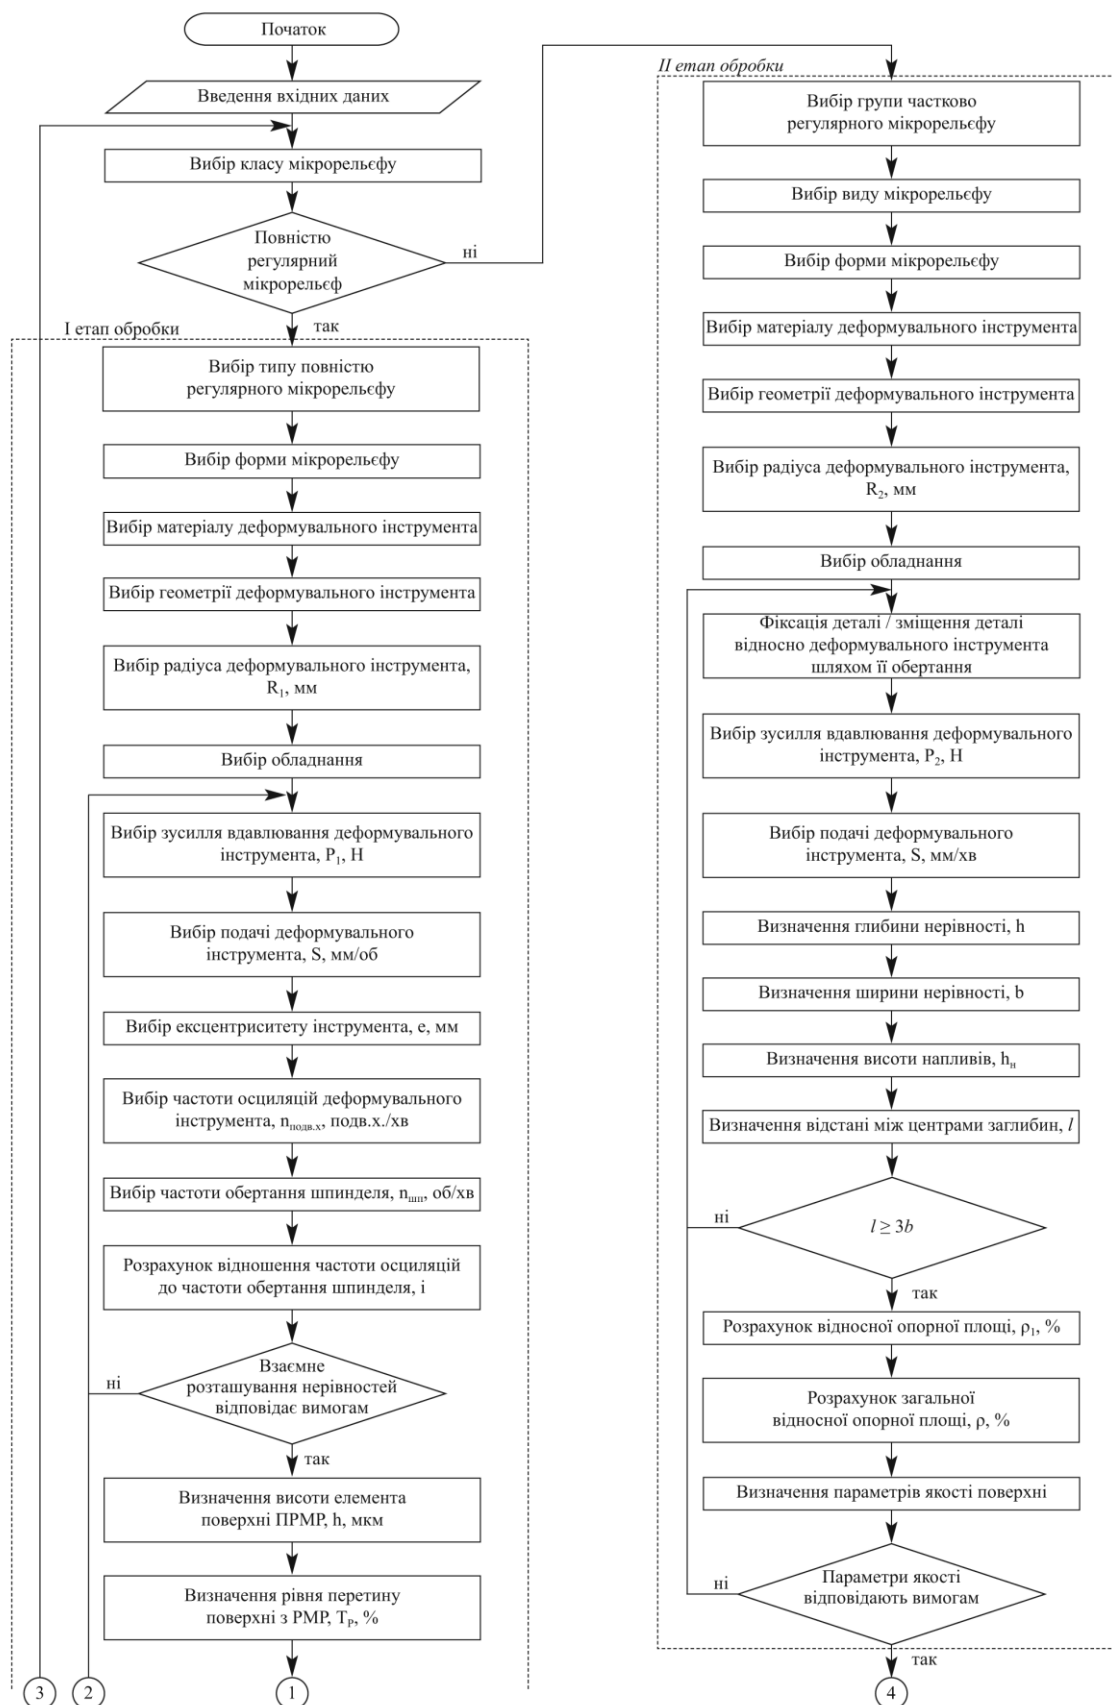 Початок
Введення вхідних даних
Вибір класу мікрорельєфу
Повністю
регулярний
мікрорельєф
ні
так
I етап обробки
Вибір типу повністю
регулярного мікрорельєфу
Вибір форми мікрорельєфу
Вибір матеріалу деформувального інструмента
Вибір геометрії деформувального інструмента
Вибір радіуса деформувального інструмента,
R₁, мм
Вибір обладнання
Вибір зусилля вдавлювання деформувального
інструмента, P₁, Н
Вибір подачі деформувального
інструмента, S, мм/об
Вибір ексцентриситету інструмента, e, мм
Вибір частоти осциляцій деформувального
інструмента, nподв.х, подв.х./хв
Вибір частоти обертання шпинделя, nшп, об/хв
Розрахунок відношення частоти осциляцій
до частоти обертання шпинделя, i
Взаємне
розташування нерівностей
відповідає вимогам
ні
так
Визначення висоти елемента
поверхні ПРМР, h, мкм
Визначення рівня перетину
поверхні з РМР, Tₚ, %
3
2
1
II етап обробки
Вибір групи частково
регулярного мікрорельєфу
Вибір виду мікрорельєфу
Вибір форми мікрорельєфу
Вибір матеріалу деформувального інструмента
Вибір геометрії деформувального інструмента
Вибір радіуса деформувального інструмента,
R₂, мм
Вибір обладнання
Фіксація деталі / зміщення деталі
відносно деформувального інструмента
шляхом її обертання
Вибір зусилля вдавлювання деформувального
інструмента, P₂, Н
Вибір подачі деформувального
інструмента, S, мм/хв
Визначення глибини нерівності, h
Визначення ширини нерівності, b
Визначення висоти напливів, hн
Визначення відстані між центрами заглибин, l
l ≥ 3b
ні
так
Розрахунок відносної опорної площі, ρ₁, %
Розрахунок загальної
відносної опорної площі, ρ, %
Визначення параметрів якості поверхні
Параметри якості
відповідають вимогам
ні
так
4